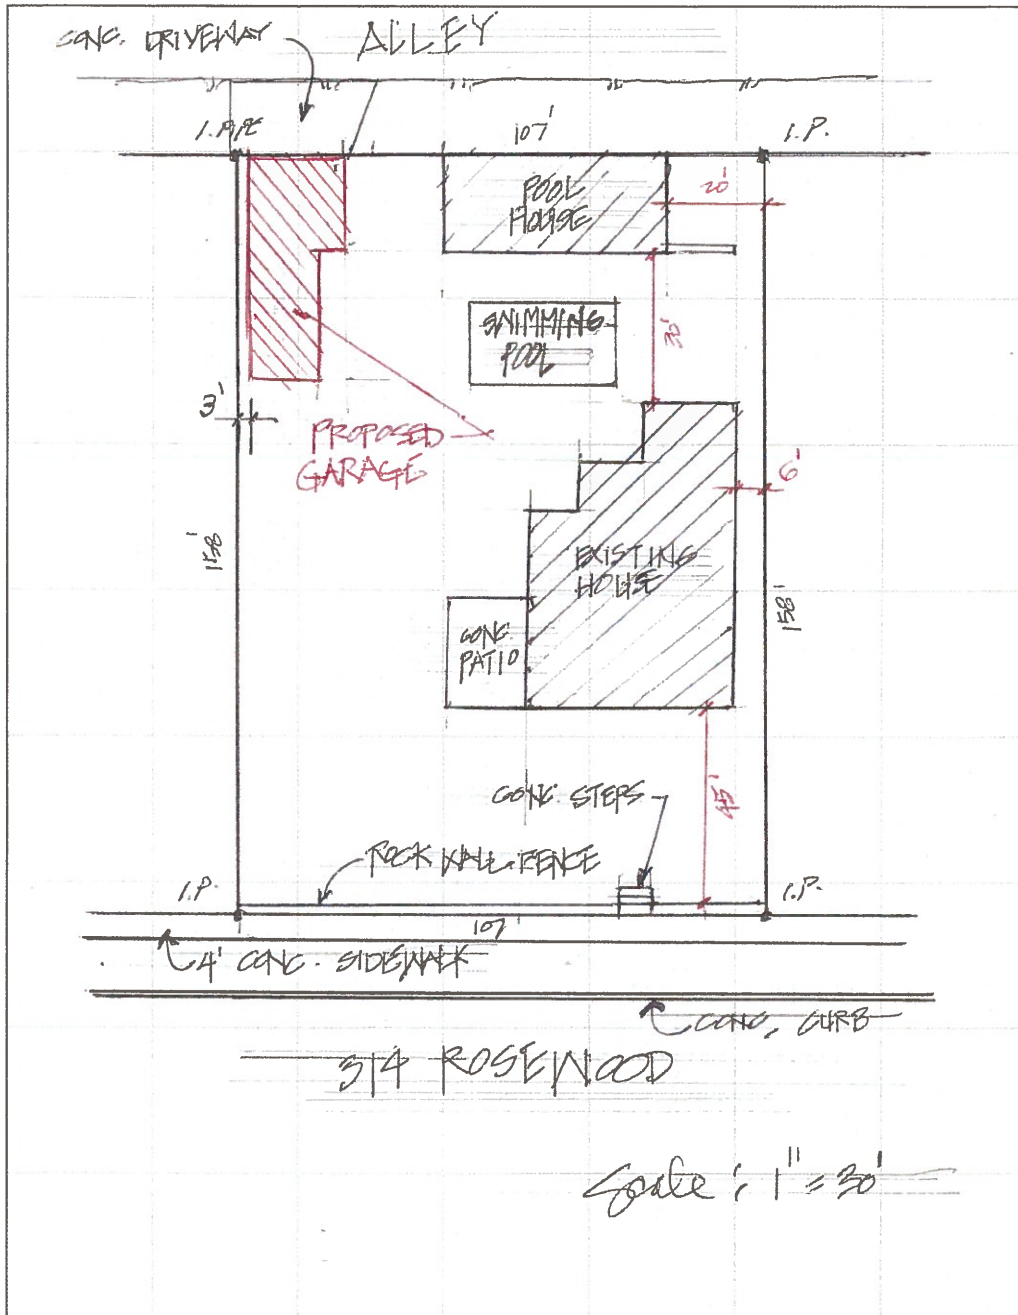 CONC. DRIVEWAY
ALLEY
I. PIPE
107'
I.P.
POOL
HOUSE
20'
SWIMMING
POOL
30'
3'
PROPOSED
GARAGE
6'
158'
EXISTING
HOUSE
158'
CONC.
PATIO
CONC. STEPS
45'
ROCK WALL FENCE
I.P.
I.P.
107'
4' CONC. SIDEWALK
CONC. CURB
314 ROSEWOOD
Scale : 1" = 30'